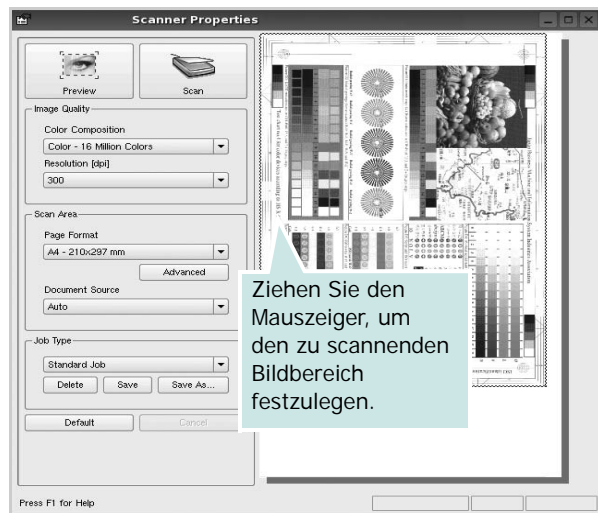 Scanner Properties
Preview
Scan
Image Quality
Color Composition
Color - 16 Million Colors
Resolution [dpi]
300
Scan Area
Page Format
A4 - 210x297 mm
Advanced
Document Source
Auto
Job Type
Standard Job
Delete Save Save As...
Default
Cancel
Press F1 for Help
Ziehen Sie den
Mauszeiger, um
den zu scannenden
Bildbereich
festzulegen.